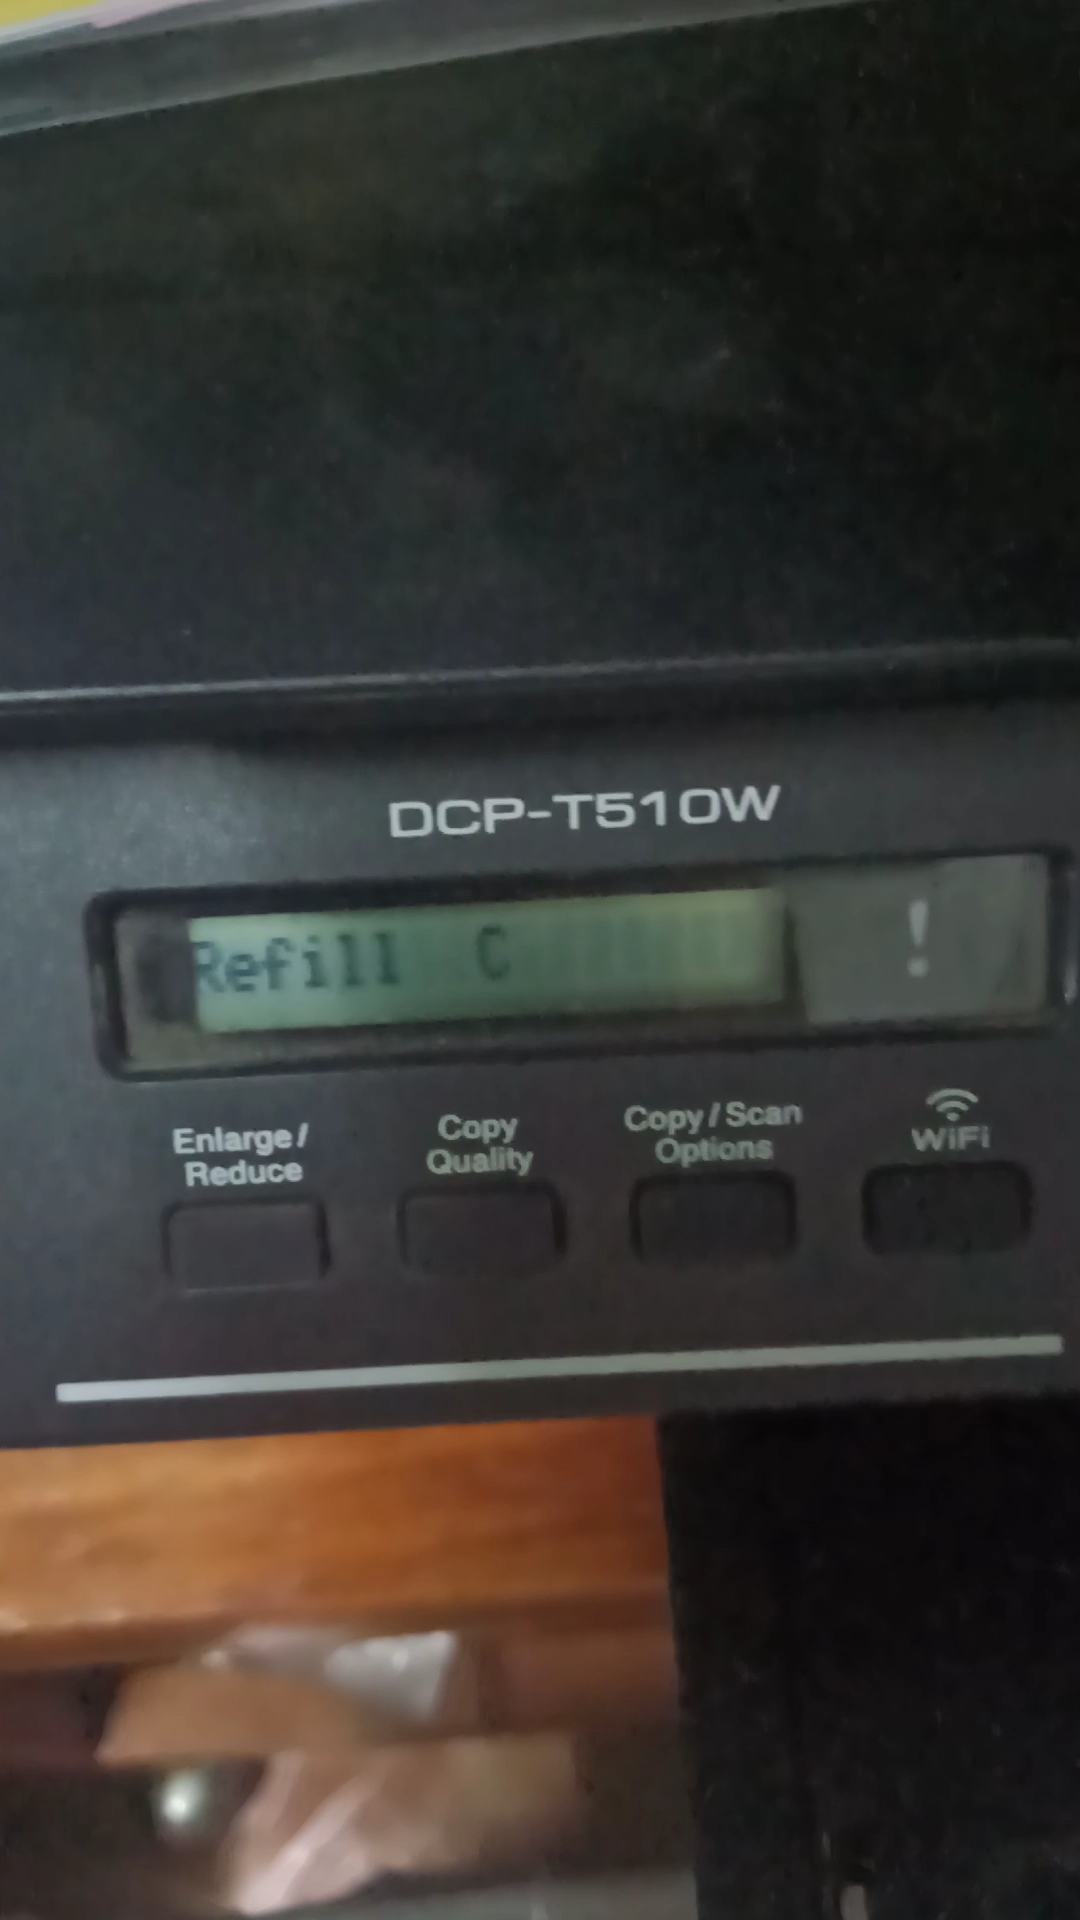 DCP-T510W
Refill C
!
Enlarge/
Reduce
Copy
Quality
Copy/Scan
Options
WiFi